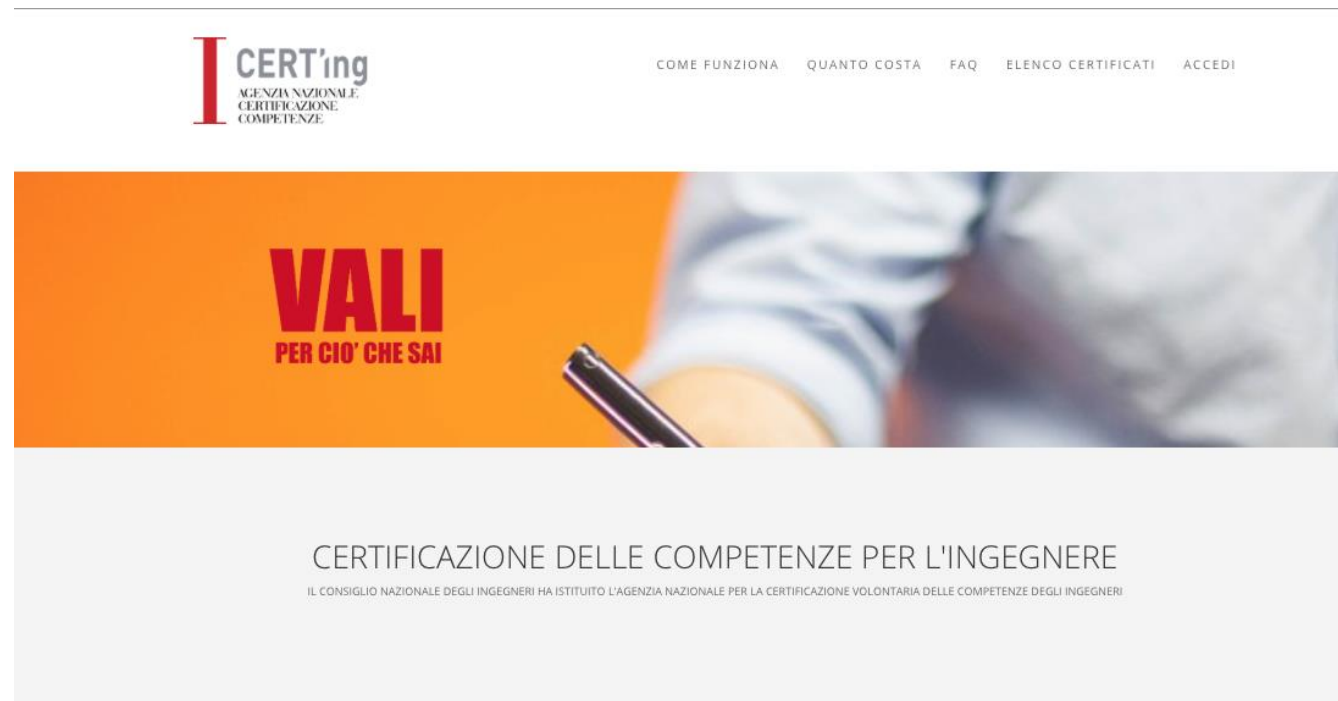 CERT'ing
AGENZIA NAZIONALE
CERTIFICAZIONE
COMPETENZE
COME FUNZIONA QUANTO COSTA FAQ ELENCO CERTIFICATI ACCEDI
VALI
PER CIO' CHE SAI
CERTIFICAZIONE DELLE COMPETENZE PER L'INGEGNERE
IL CONSIGLIO NAZIONALE DEGLI INGEGNERI HA ISTITUITO L'AGENZIA NAZIONALE PER LA CERTIFICAZIONE VOLONTARIA DELLE COMPETENZE DEGLI INGEGNERI